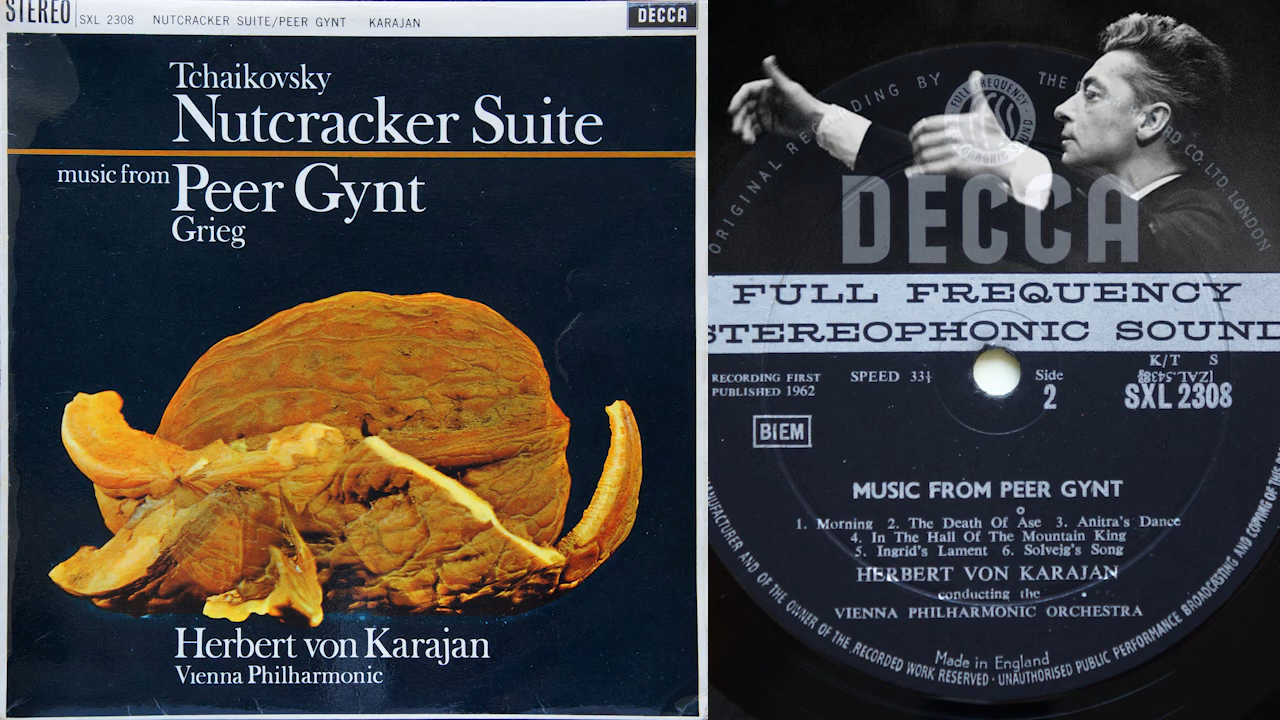 STEREO SXL 2308 NUTCRACKER SUITE/PEER GYNT KARAJAN DECCA
Tchaikovsky
Nutcracker Suite
music from Peer Gynt
Grieg
Herbert von Karajan
Vienna Philharmonic
ORIGINAL RECORDING BY THE RD CO. LTD. LONDON
FULL FREQUENCY
SOUND
DECCA
FULL FREQUENCY
STEREOPHONIC SOUND
RECORDING FIRST
PUBLISHED 1962
SPEED 33⅓
Side
2
K/T S
SXL 2308
BIEM
MUSIC FROM PEER GYNT
1. Morning 2. The Death Of Ase 3. Anitra's Dance
4. In The Hall Of The Mountain King
5. Ingrid's Lament 6. Solvejg's Song
HERBERT VON KARAJAN
conducting the
VIENNA PHILHARMONIC ORCHESTRA
Made in England
MANUFACTURER AND OF THE OWNER OF THE RECORDED WORK RESERVED · UNAUTHORISED PUBLIC PERFORMANCE BROADCASTING AND COPYING OF THE